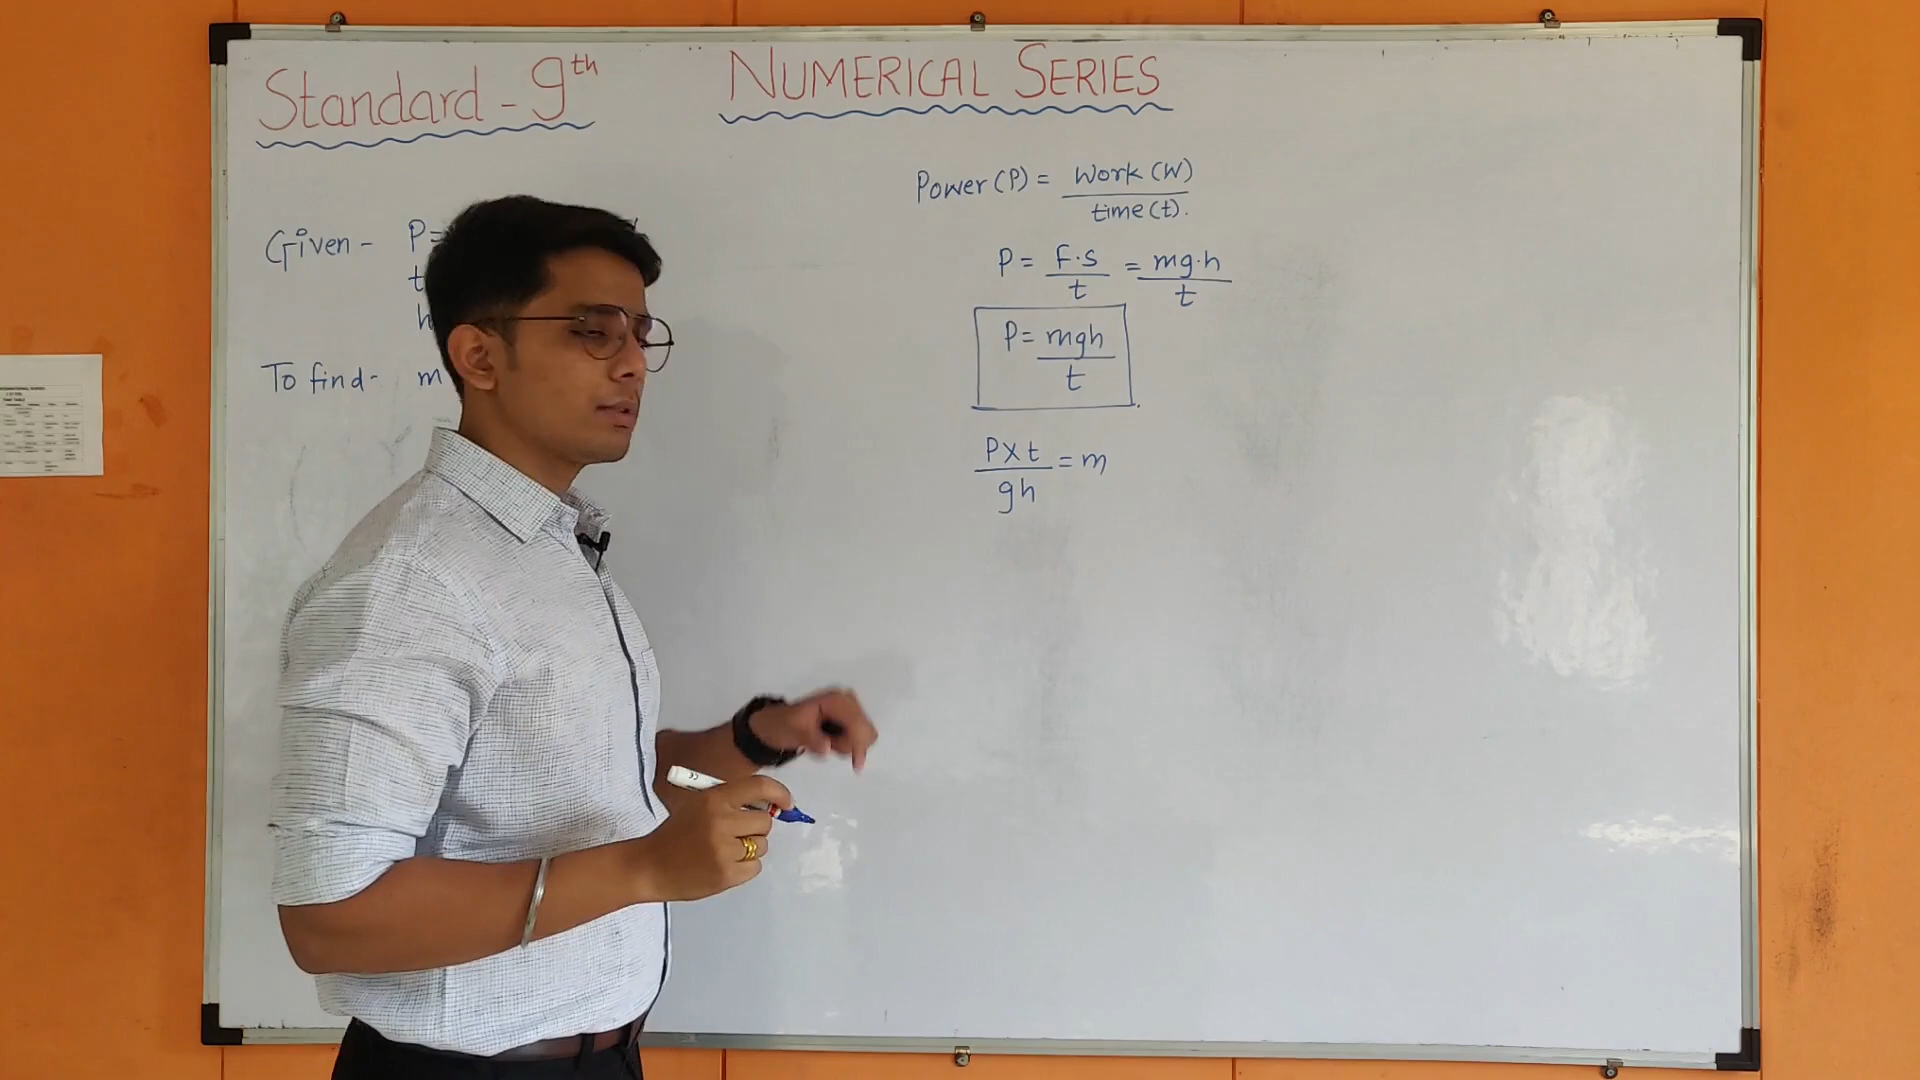 Standard - 9th
NUMERICAL SERIES
Given - P=
t
h
To find - m
Power (P) = Work (W)
time (t).
P = F·s = mg·h
t t
P = mgh
t
P X t = m
gh